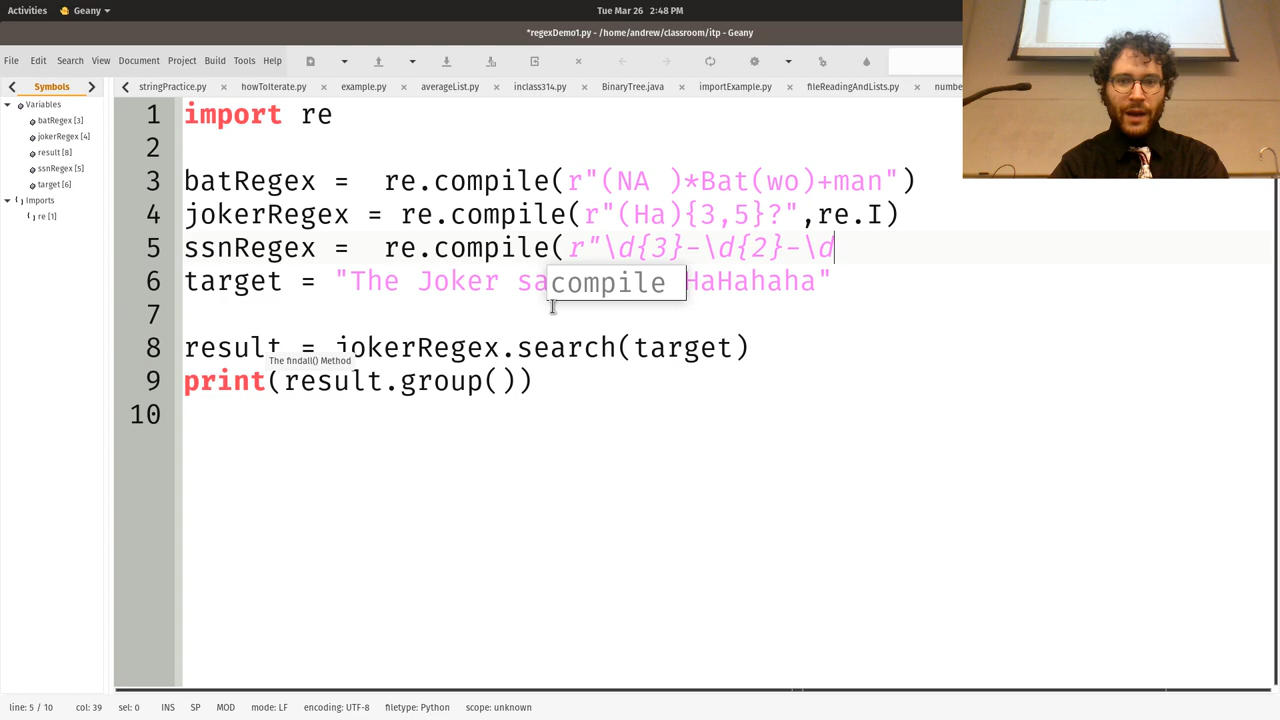 Activities Geany Tue Mar 26 2:48 PM
*regexDemo1.py - /home/andrew/classroom/itp - Geany
File Edit Search View Document Project Build Tools Help
Symbols stringPractice.py howToIterate.py example.py averageList.py inclass314.py BinaryTree.java importExample.py fileReadingAndLists.py numbe
Variables
batRegex [3]
jokerRegex [4]
result [8]
ssnRegex [5]
target [6]
Imports
re [1]
1 import re
2
3 batRegex = re.compile(r"(NA )*Bat(wo)+man")
4 jokerRegex = re.compile(r"(Ha){3,5}?",re.I)
5 ssnRegex = re.compile(r"\d{3}-\d{2}-\d
6 target = "The Joker sa HaHahaha"
compile
7
8 result = jokerRegex.search(target)
The findall() Method
9 print(result.group())
10
line: 5 / 10 col: 39 sel: 0 INS SP MOD mode: LF encoding: UTF-8 filetype: Python scope: unknown